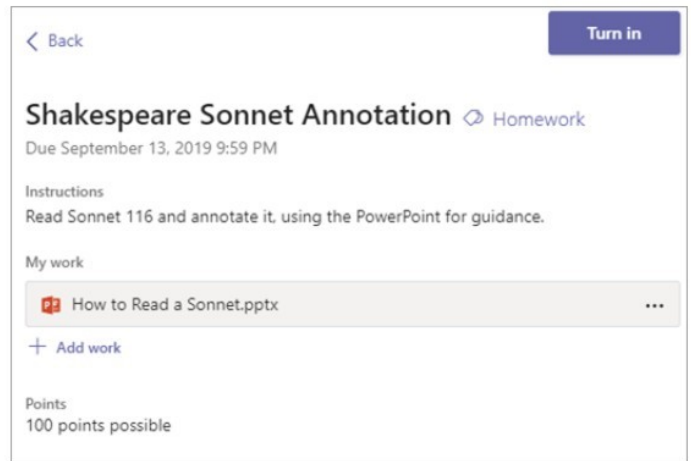 Back
Turn in
Shakespeare Sonnet Annotation Homework
Due September 13, 2019 9:59 PM
Instructions
Read Sonnet 116 and annotate it, using the PowerPoint for guidance.
My work
How to Read a Sonnet.pptx
Add work
Points
100 points possible